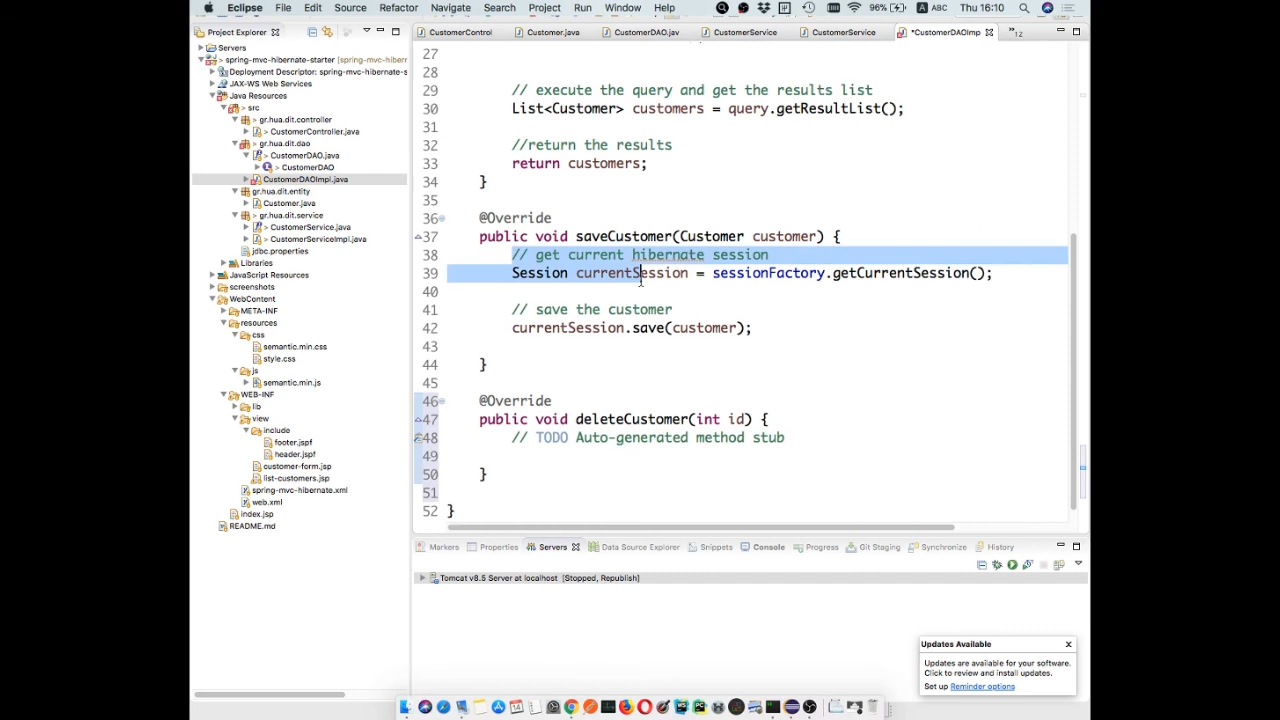 Eclipse File Edit Source Refactor Navigate Search Project Run Window Help 96% ABC Thu 16:10
Project Explorer
CustomerControl Customer.java CustomerDAO.jav CustomerService CustomerService *CustomerDAOImp 12
Servers
spring-mvc-hibernate-starter [spring-mvc-hiberr
Deployment Descriptor: spring-mvc-hibernate-s
JAX-WS Web Services
Java Resources
src
gr.hua.dit.controller
CustomerController.java
gr.hua.dit.dao
CustomerDAO.java
CustomerDAO
CustomerDAOImpl.java
gr.hua.dit.entity
Customer.java
gr.hua.dit.service
CustomerService.java
CustomerServiceImpl.java
jdbc.properties
Libraries
JavaScript Resources
screenshots
WebContent
META-INF
resources
css
semantic.min.css
style.css
js
semantic.min.js
WEB-INF
lib
view
include
footer.jspf
header.jspf
customer-form.jsp
list-customers.jsp
spring-mvc-hibernate.xml
web.xml
index.jsp
README.md
27
28
29 // execute the query and get the results list
30 List<Customer> customers = query.getResultList();
31
32 //return the results
33 return customers;
34 }
35
36 @Override
37 public void saveCustomer(Customer customer) {
38 // get current hibernate session
39 Session currentSession = sessionFactory.getCurrentSession();
40
41 // save the customer
42 currentSession.save(customer);
43
44 }
45
46 @Override
47 public void deleteCustomer(int id) {
48 // TODO Auto-generated method stub
49
50 }
51
52 }
Markers Properties Servers Data Source Explorer Snippets Console Progress Git Staging Synchronize History
Tomcat v8.5 Server at localhost [Stopped, Republish]
Updates Available
Updates are available for your software.
Click to review and install updates.
Set up Reminder options